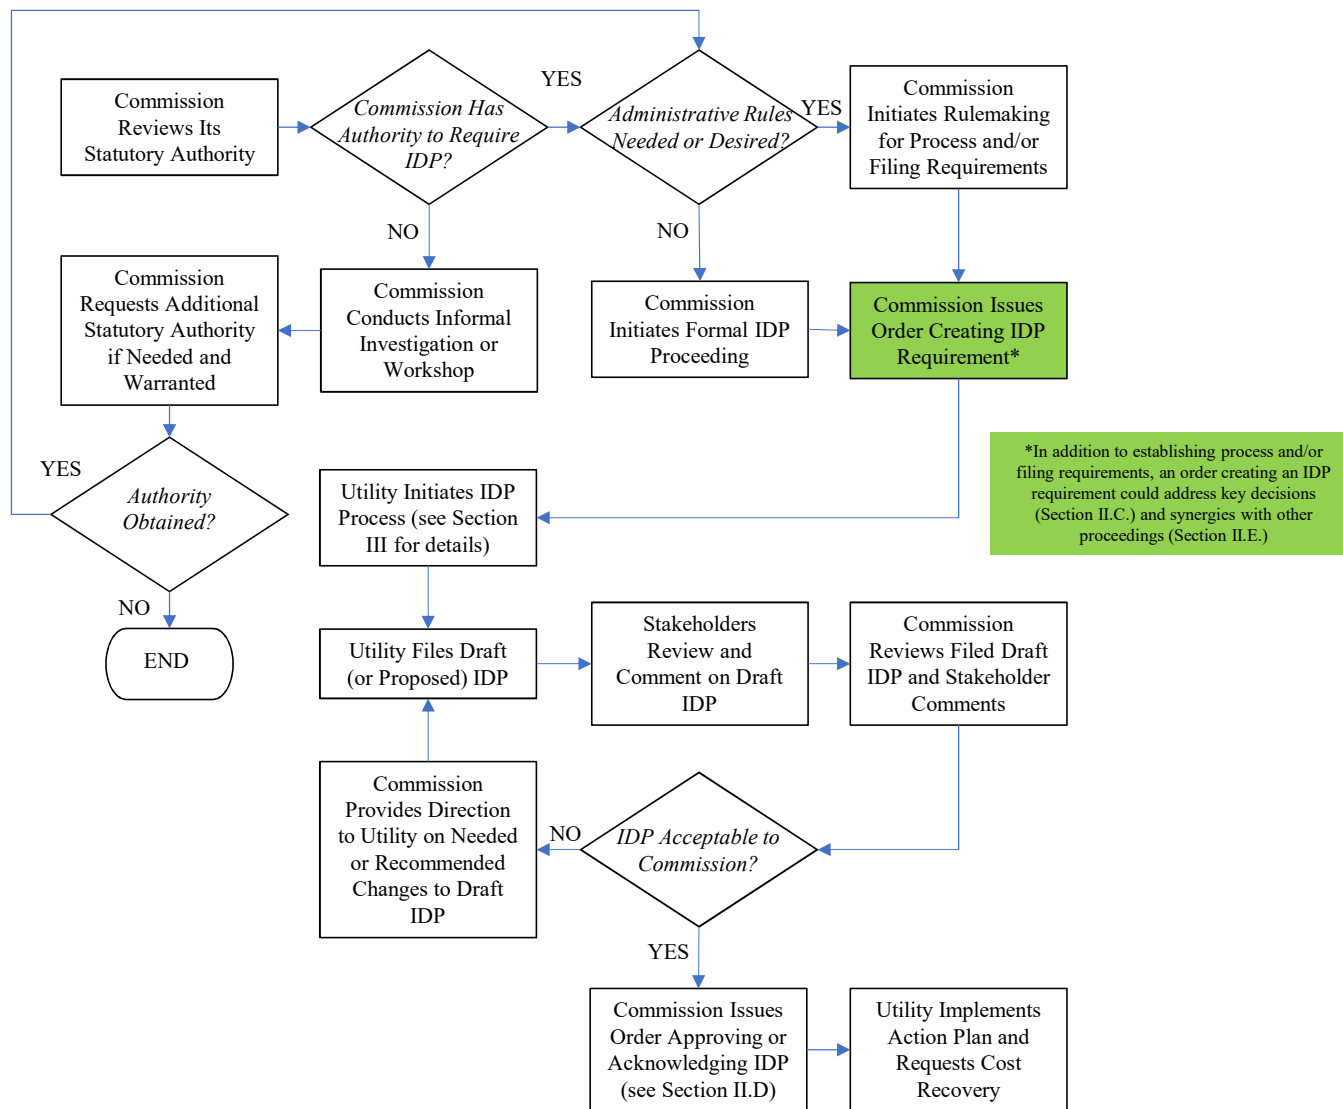 Commission
Reviews Its
Statutory Authority
Commission Has
Authority to Require
IDP?
YES
Administrative Rules
Needed or Desired?
YES
Commission
Initiates Rulemaking
for Process and/or
Filing Requirements
NO
NO
Commission
Requests Additional
Statutory Authority
if Needed and
Warranted
Commission
Conducts Informal
Investigation or
Workshop
Commission
Initiates Formal IDP
Proceeding
Commission Issues
Order Creating IDP
Requirement*
*In addition to establishing process and/or
filing requirements, an order creating an IDP
requirement could address key decisions
(Section II.C.) and synergies with other
proceedings (Section II.E.)
YES
Authority
Obtained?
NO
END
Utility Initiates IDP
Process (see Section
III for details)
Utility Files Draft
(or Proposed) IDP
Stakeholders
Review and
Comment on Draft
IDP
Commission
Reviews Filed Draft
IDP and Stakeholder
Comments
Commission
Provides Direction
to Utility on Needed
or Recommended
Changes to Draft
IDP
NO
IDP Acceptable to
Commission?
YES
Commission Issues
Order Approving or
Acknowledging IDP
(see Section II.D)
Utility Implements
Action Plan and
Requests Cost
Recovery